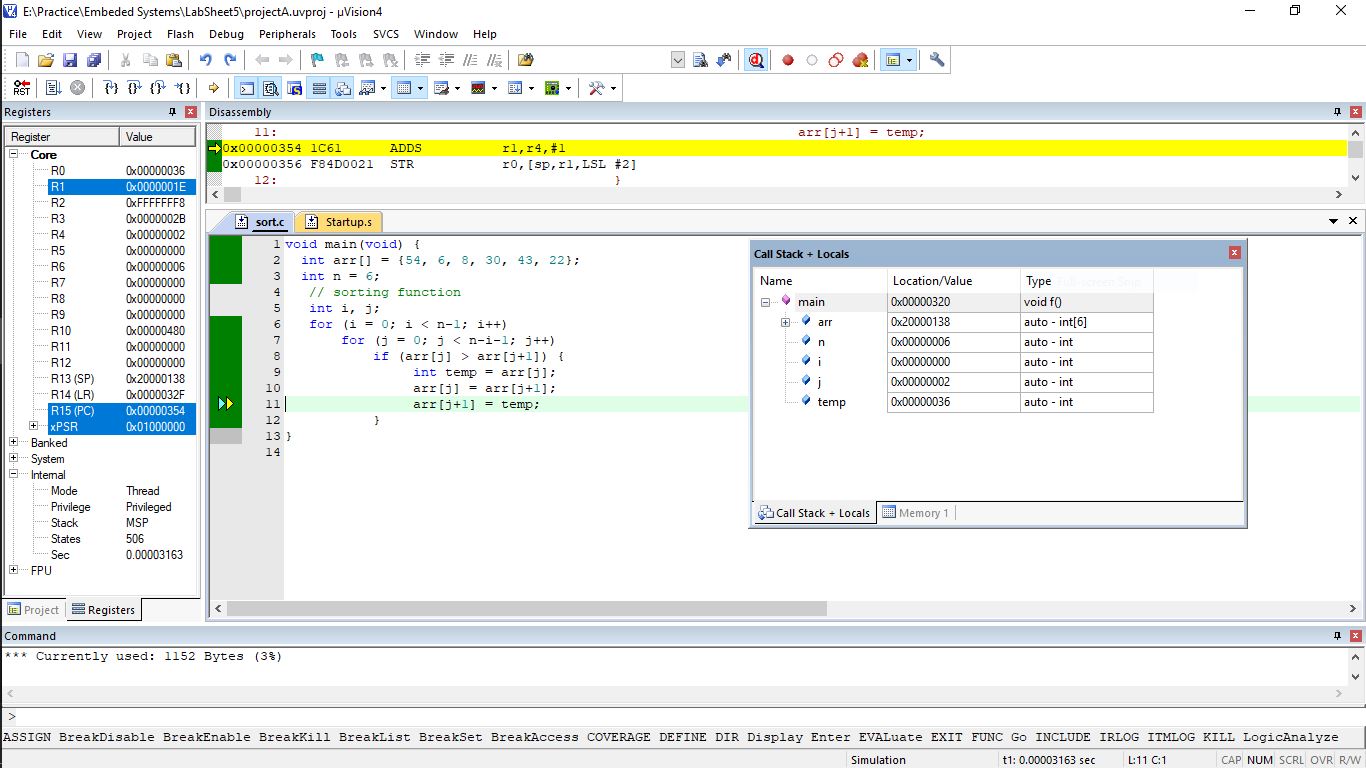 E:\Practice\Embeded Systems\LabSheet5\projectA.uvproj - µVision4
File Edit View Project Flash Debug Peripherals Tools SVCS Window Help
Registers
Register Value
Core
R0 0x00000036
R1 0x0000001E
R2 0xFFFFFFF8
R3 0x0000002B
R4 0x00000002
R5 0x00000000
R6 0x00000006
R7 0x00000000
R8 0x00000000
R9 0x00000000
R10 0x00000480
R11 0x00000000
R12 0x00000000
R13 (SP) 0x20000138
R14 (LR) 0x0000032F
R15 (PC) 0x00000354
xPSR 0x01000000
Banked
System
Internal
Mode Thread
Privilege Privileged
Stack MSP
States 506
Sec 0.00003163
FPU
Project Registers
Disassembly
11: arr[j+1] = temp;
0x00000354 1C61 ADDS r1,r4,#1
0x00000356 F84D0021 STR r0,[sp,r1,LSL #2]
12: }
sort.c Startup.s
1 void main(void) {
2 int arr[] = {54, 6, 8, 30, 43, 22};
3 int n = 6;
4 // sorting function
5 int i, j;
6 for (i = 0; i < n-1; i++)
7 for (j = 0; j < n-i-1; j++)
8 if (arr[j] > arr[j+1]) {
9 int temp = arr[j];
10 arr[j] = arr[j+1];
11 arr[j+1] = temp;
12 }
13 }
14
Call Stack + Locals
Name Location/Value Type
main 0x00000320 void f()
arr 0x20000138 auto - int[6]
n 0x00000006 auto - int
i 0x00000000 auto - int
j 0x00000002 auto - int
temp 0x00000036 auto - int
Call Stack + Locals Memory 1
Command
*** Currently used: 1152 Bytes (3%)
>
ASSIGN BreakDisable BreakEnable BreakKill BreakList BreakSet BreakAccess COVERAGE DEFINE DIR Display Enter EVALuate EXIT FUNC Go INCLUDE IRLOG ITMLOG KILL LogicAnalyze
Simulation t1: 0.00003163 sec L:11 C:1 CAP NUM SCRL OVR R/W